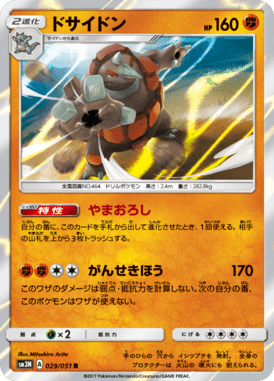 2進化 ドサイドン HP160
サイドンから進化
全国図鑑NO.464 ドリルポケモン 高さ:2.4m 重さ:282.8kg
特性 やまおろし
自分の番に、このカードを手札から出して進化させたとき、1回使える。相手
の山札を上から3枚トラッシュする。
がんせきほう 170
このワザのダメージは弱点・抵抗力を計算しない。次の自分の番、この
ポケモンはワザが使えない。
弱点 ×2 抵抗力 にげる
Illus. Mitsuhiro Arita
SM3N A 029/051 R
©2017 Pokémon/Nintendo/Creatures/GAME FREAK.